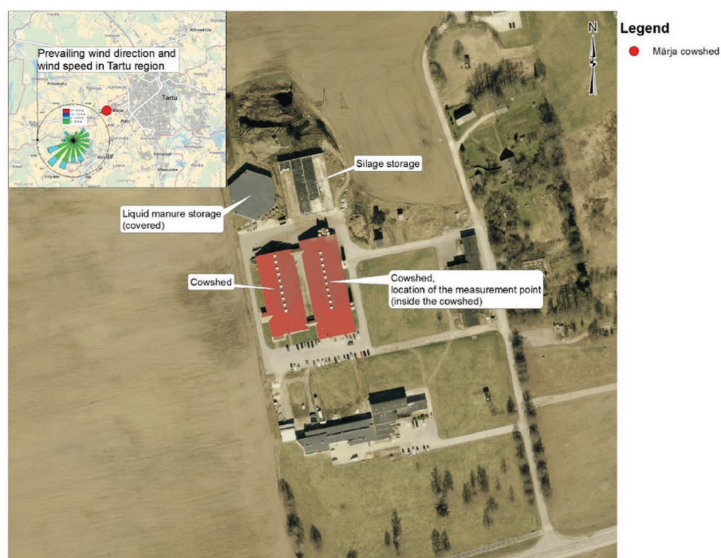 Prevailing wind direction and
wind speed in Tartu region
Tartu
Märja
N
Legend
Märja cowshed
Silage storage
Liquid manure storage
(covered)
Cowshed
Cowshed,
location of the measurement point
(inside the cowshed)